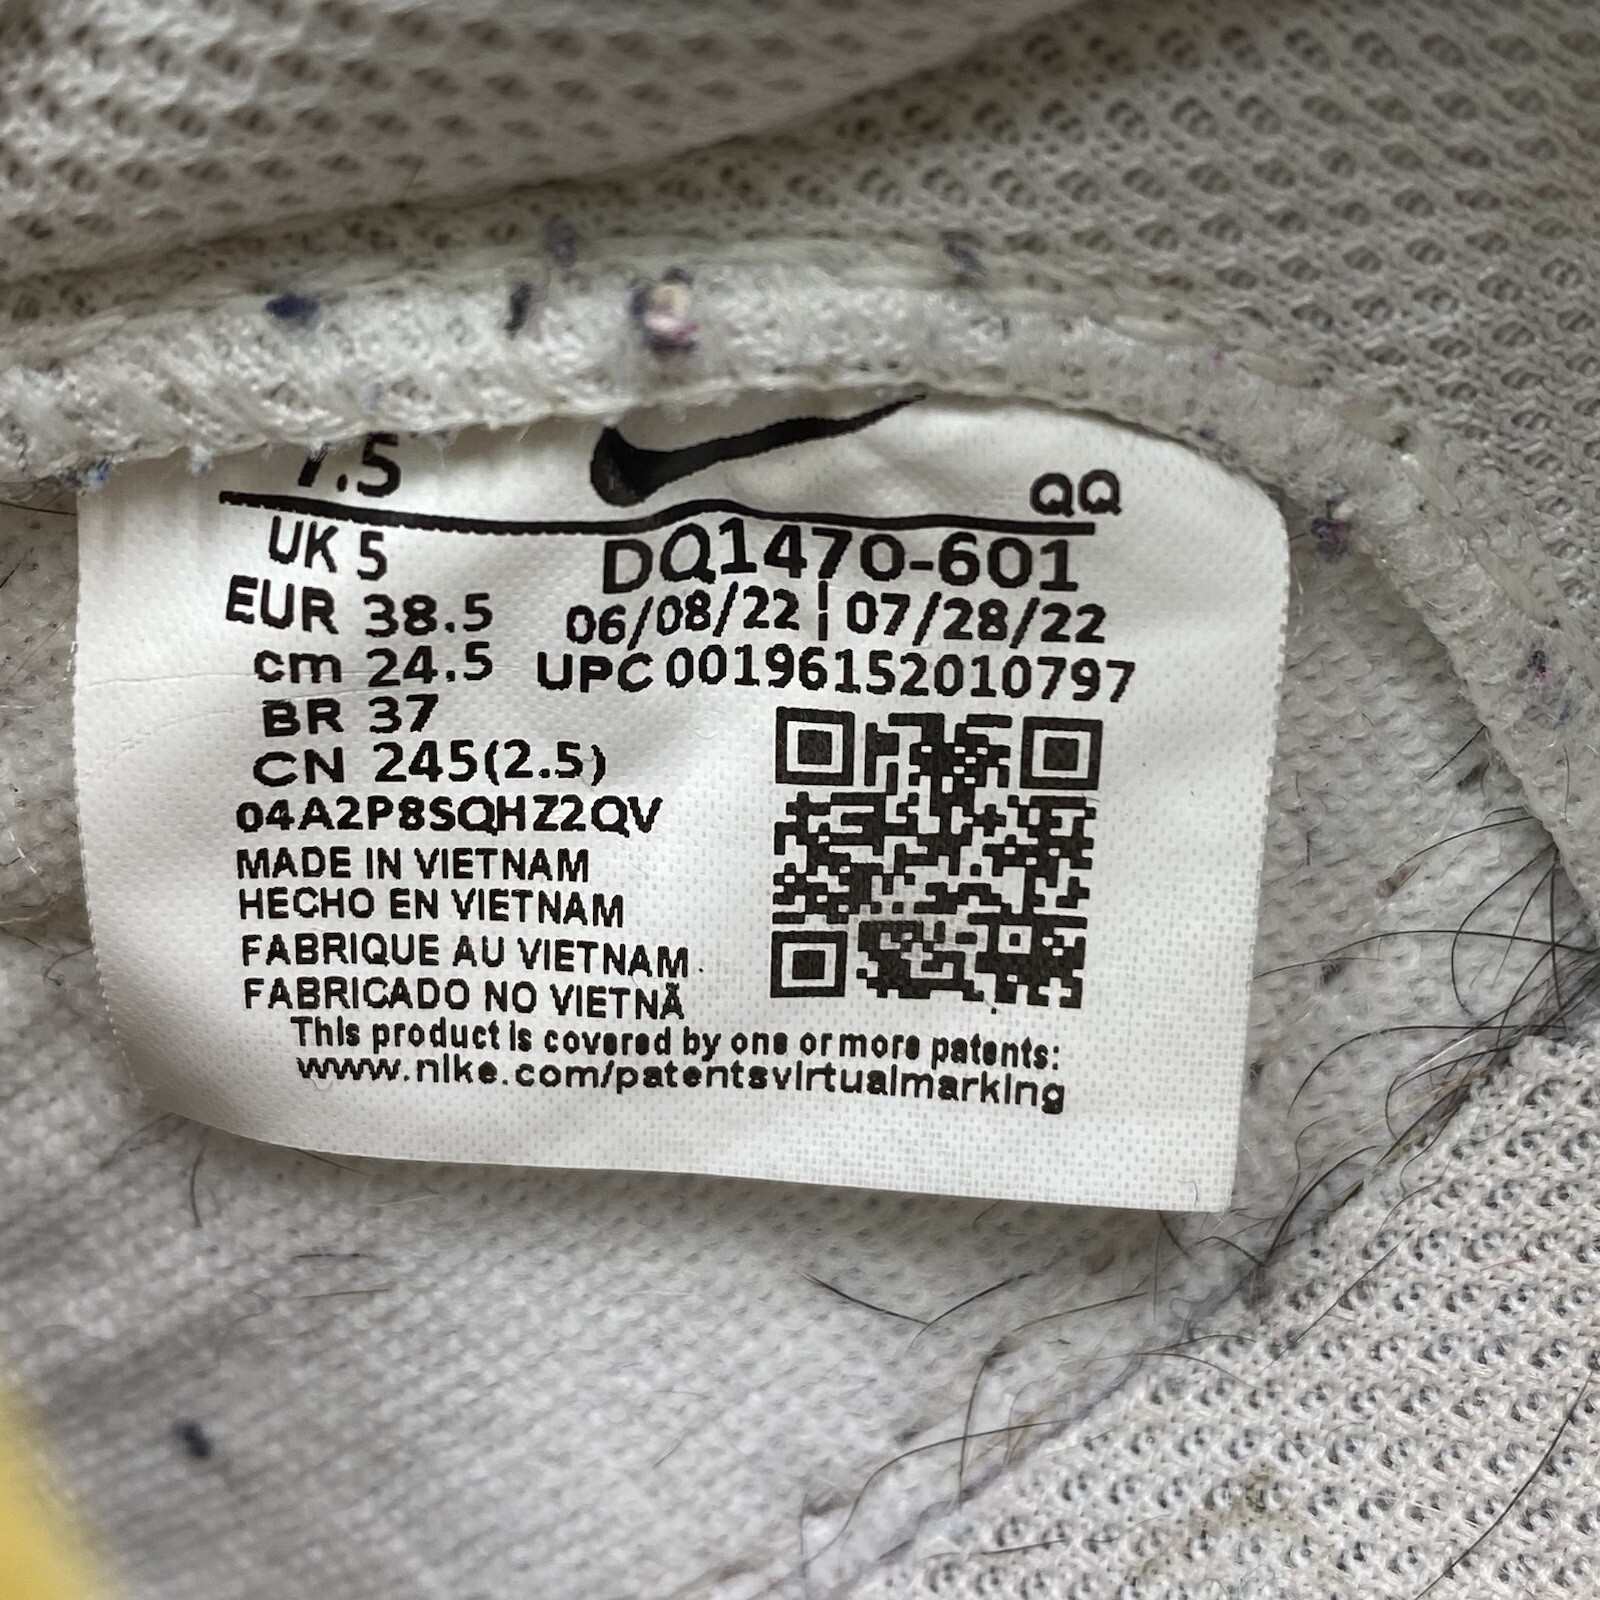 7.5
QQ
UK 5
DQ1470-601
EUR 38.5
06/08/22 | 07/28/22
cm 24.5
UPC 00196152010797
BR 37
CN 245(2.5)
04A2P8SQHZ2QV
MADE IN VIETNAM
HECHO EN VIETNAM
FABRIQUE AU VIETNAM
FABRICADO NO VIETNÃ
This product is covered by one or more patents:
www.nike.com/patentsvirtualmarking